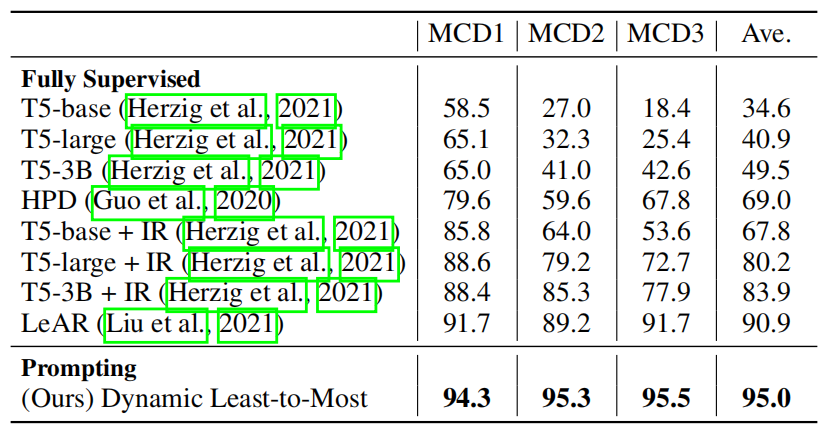 MCD1 MCD2 MCD3 Ave.
Fully Supervised
T5-base (Herzig et al., 2021) 58.5 27.0 18.4 34.6
T5-large (Herzig et al., 2021) 65.1 32.3 25.4 40.9
T5-3B (Herzig et al., 2021) 65.0 41.0 42.6 49.5
HPD (Guo et al., 2020) 79.6 59.6 67.8 69.0
T5-base + IR (Herzig et al., 2021) 85.8 64.0 53.6 67.8
T5-large + IR (Herzig et al., 2021) 88.6 79.2 72.7 80.2
T5-3B + IR (Herzig et al., 2021) 88.4 85.3 77.9 83.9
LeAR (Liu et al., 2021) 91.7 89.2 91.7 90.9
Prompting
(Ours) Dynamic Least-to-Most 94.3 95.3 95.5 95.0